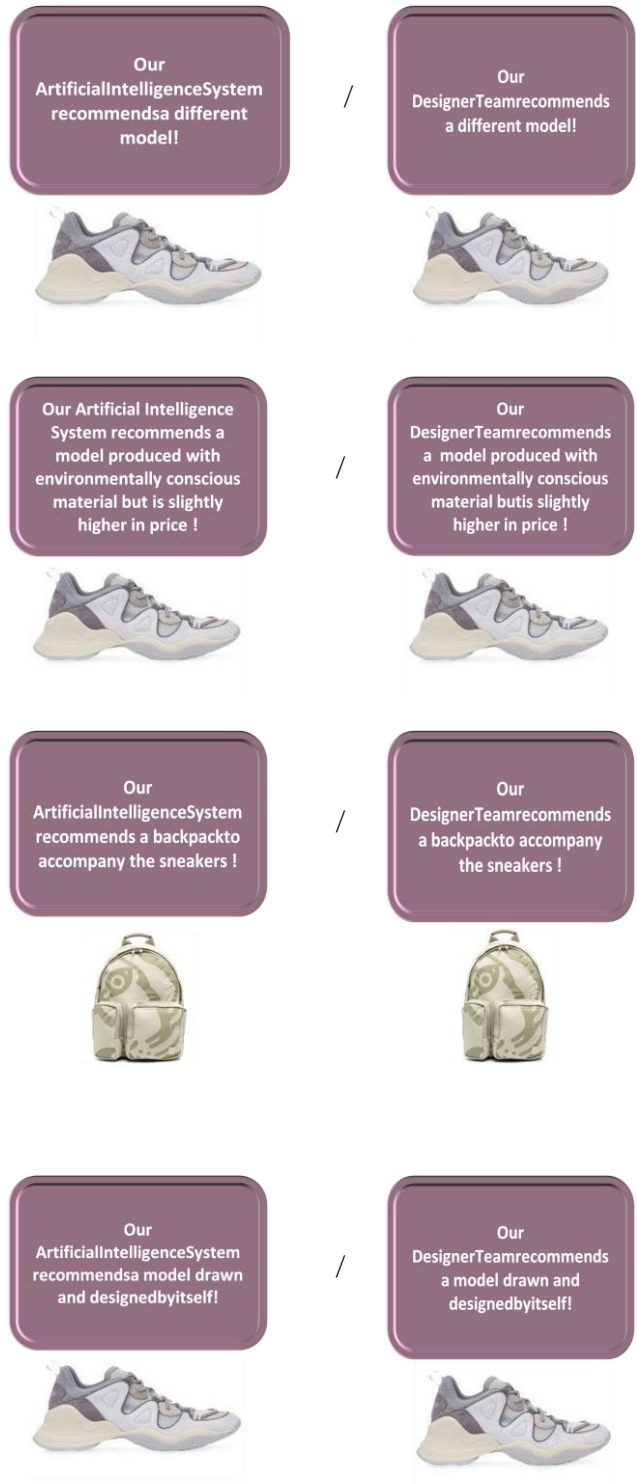 Our
ArtificialIntelligenceSystem
recommendsa different
model!
/
Our
DesignerTeamrecommends
a different model!
Our Artificial Intelligence
System recommends a
model produced with
environmentally conscious
material but is slightly
higher in price !
/
Our
DesignerTeamrecommends
a model produced with
environmentally conscious
material butis slightly
higher in price !
Our
ArtificialIntelligenceSystem
recommends a backpackto
accompany the sneakers !
/
Our
DesignerTeamrecommends
a backpackto accompany
the sneakers !
Our
ArtificialIntelligenceSystem
recommendsa model drawn
and designedbyitself!
/
Our
DesignerTeamrecommends
a model drawn and
designedbyitself!